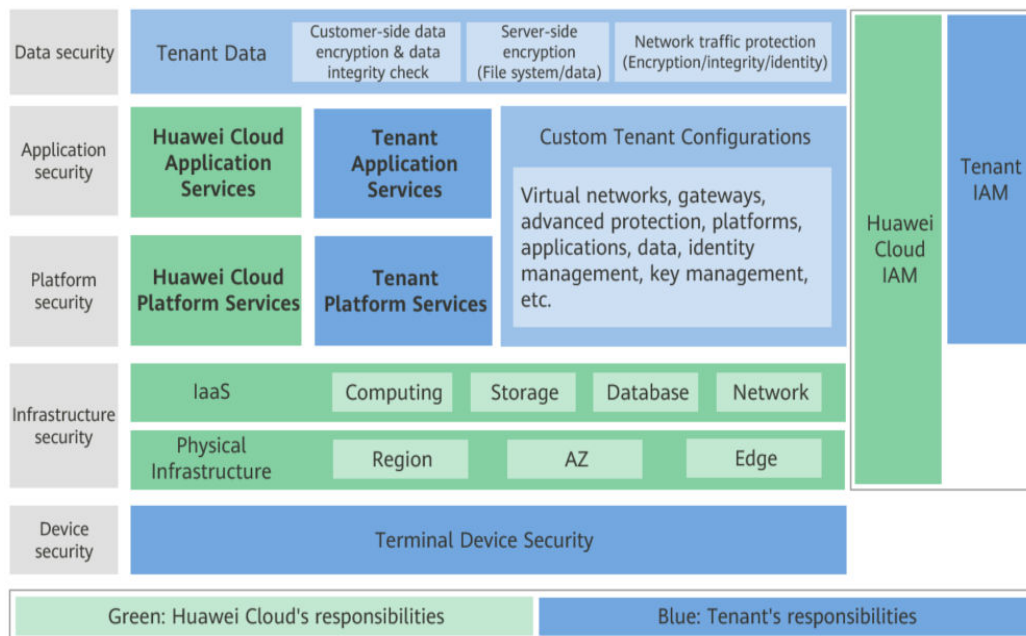 Data security
Tenant Data
Customer-side data
encryption & data
integrity check
Server-side
encryption
(File system/data)
Network traffic protection
(Encryption/integrity/identity)
Application
security
Huawei Cloud
Application
Services
Tenant
Application
Services
Custom Tenant Configurations
Virtual networks, gateways,
advanced protection, platforms,
applications, data, identity
management, key management,
etc.
Platform
security
Huawei Cloud
Platform Services
Tenant
Platform Services
Huawei
Cloud
IAM
Tenant
IAM
Infrastructure
security
IaaS
Computing
Storage
Database
Network
Physical
Infrastructure
Region
AZ
Edge
Device
security
Terminal Device Security
Green: Huawei Cloud's responsibilities
Blue: Tenant's responsibilities